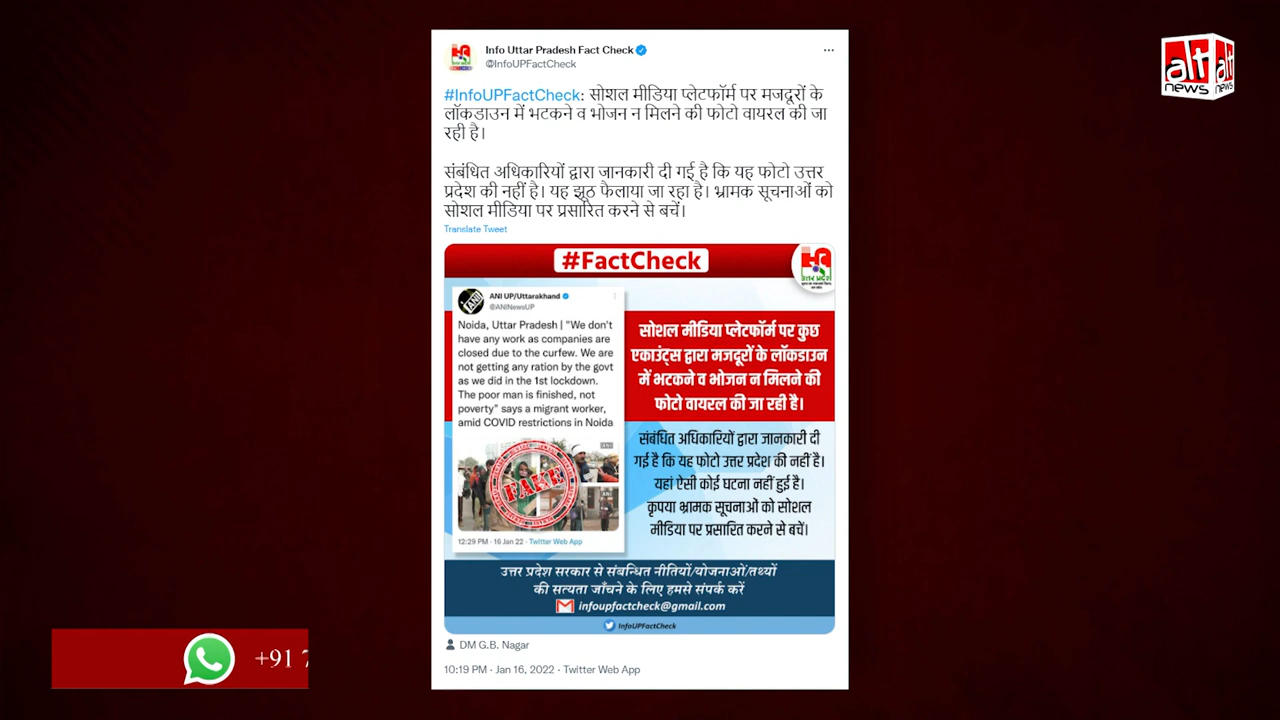 Info Uttar Pradesh Fact Check
@InfoUPFactCheck
#InfoUPFactCheck: सोशल मीडिया प्लेटफॉर्म पर मजदूरों के
लॉकडाउन में भटकने व भोजन न मिलने की फोटो वायरल की जा
रही है।
संबंधित अधिकारियों द्वारा जानकारी दी गई है कि यह फोटो उत्तर
प्रदेश की नहीं है। यह झूठ फैलाया जा रहा है। भ्रामक सूचनाओं को
सोशल मीडिया पर प्रसारित करने से बचें।
Translate Tweet
#FactCheck
उत्तर प्रदेश
ANI UP/Uttarakhand
@ANINewsUP
Noida, Uttar Pradesh | "We don't
have any work as companies are
closed due to the curfew. We are
not getting any ration by the govt
as we did in the 1st lockdown.
The poor man is finished, not
poverty" says a migrant worker,
amid COVID restrictions in Noida
FAKE
ANI
12:29 PM · 16 Jan 22 · Twitter Web App
सोशल मीडिया प्लेटफॉर्म पर कुछ
एकाउंट्स द्वारा मजदूरों के लॉकडाउन
में भटकने व भोजन न मिलने की
फोटो वायरल की जा रही है।
संबंधित अधिकारियों द्वारा जानकारी दी
गई है कि यह फोटो उत्तर प्रदेश की नहीं है।
यहां ऐसी कोई घटना नहीं हुई है।
कृपया भ्रामक सूचनाओं को सोशल
मीडिया पर प्रसारित करने से बचें।
उत्तर प्रदेश सरकार से संबन्धित नीतियों/योजनाओं/तथ्यों
की सत्यता जाँचने के लिए हमसे संपर्क करें
infoupfactcheck@gmail.com
InfoUPFactCheck
DM G.B. Nagar
10:19 PM · Jan 16, 2022 · Twitter Web App
alt news
alt news
+91 7